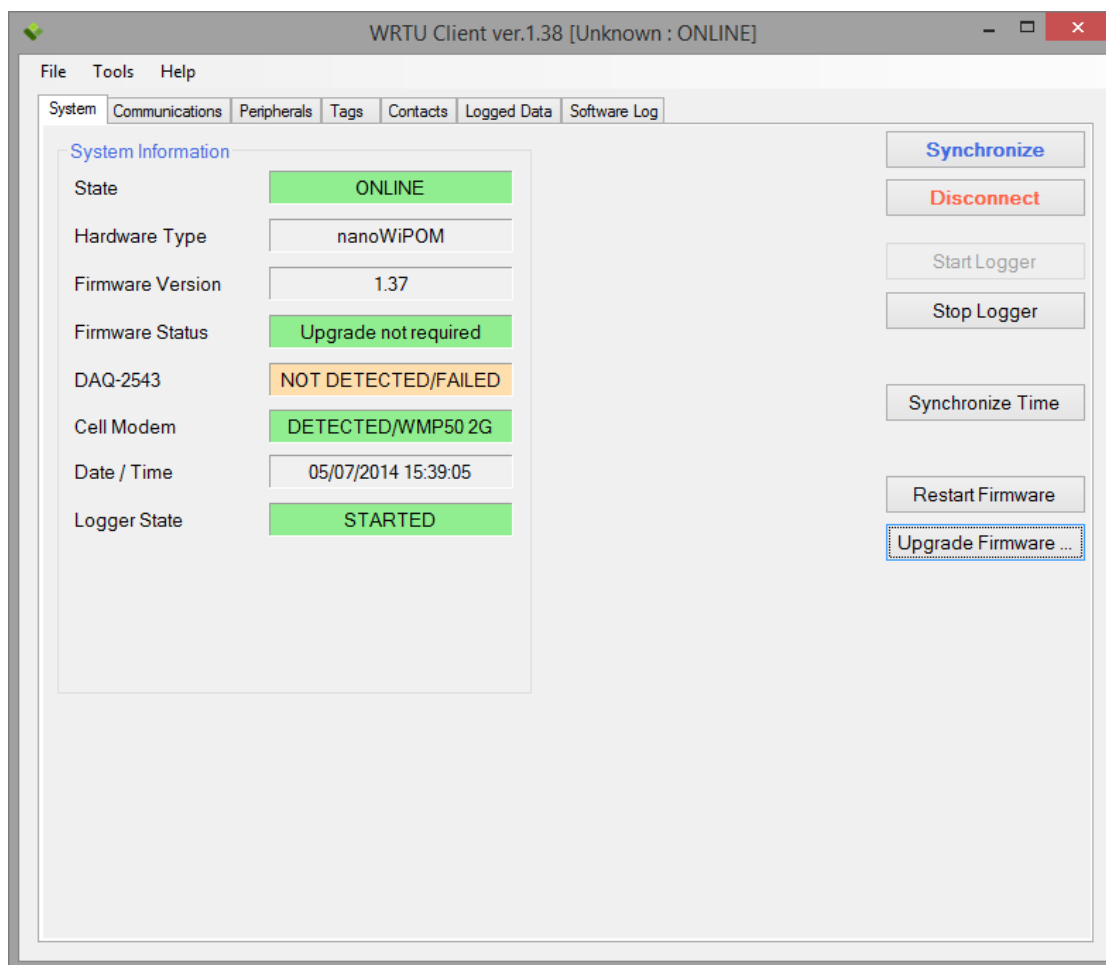 WRTU Client ver.1.38 [Unknown : ONLINE]
File Tools Help
System Communications Peripherals Tags Contacts Logged Data Software Log
System Information
State ONLINE
Hardware Type nanoWiPOM
Firmware Version 1.37
Firmware Status Upgrade not required
DAQ-2543 NOT DETECTED/FAILED
Cell Modem DETECTED/WMP50 2G
Date / Time 05/07/2014 15:39:05
Logger State STARTED
Synchronize
Disconnect
Start Logger
Stop Logger
Synchronize Time
Restart Firmware
Upgrade Firmware ...